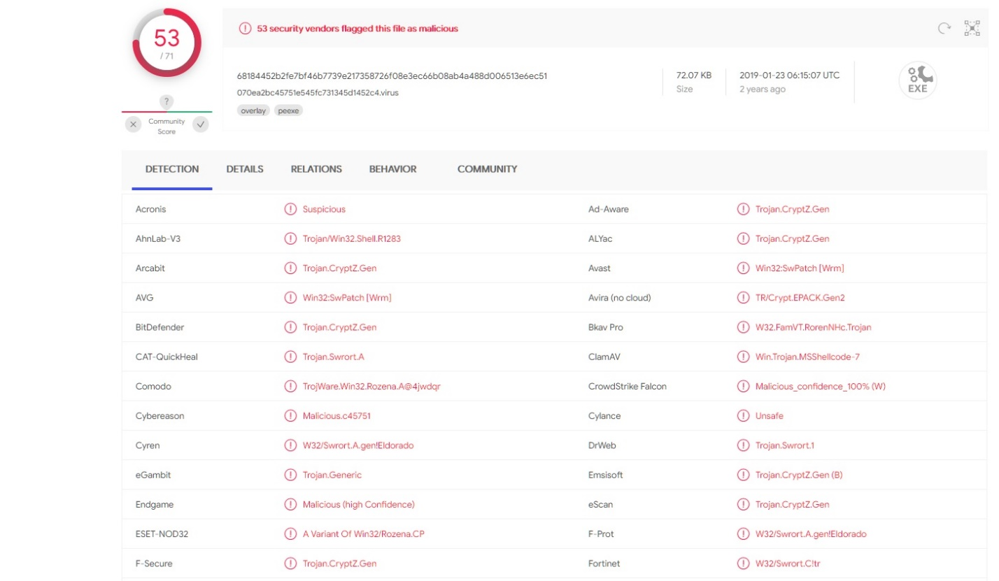 53
/ 71
?
Community
Score
53 security vendors flagged this file as malicious
68184452b2fe7bf46b7739e217358726f08e3ec66b08ab4a488d006513e6ec51
070ea2bc45751e545fc731345d1452c4.virus
overlay peexe
72.07 KB
Size
2019-01-23 06:15:07 UTC
2 years ago
EXE
DETECTION DETAILS RELATIONS BEHAVIOR COMMUNITY
Acronis Suspicious Ad-Aware Trojan.CryptZ.Gen
AhnLab-V3 Trojan/Win32.Shell.R1283 ALYac Trojan.CryptZ.Gen
Arcabit Trojan.CryptZ.Gen Avast Win32:SwPatch [Wrm]
AVG Win32:SwPatch [Wrm] Avira (no cloud) TR/Crypt.EPACK.Gen2
BitDefender Trojan.CryptZ.Gen Bkav Pro W32.FamVT.RorenNHc.Trojan
CAT-QuickHeal Trojan.Swrort.A ClamAV Win.Trojan.MSShellcode-7
Comodo TrojWare.Win32.Rozena.A@4jwdqr CrowdStrike Falcon Malicious_confidence_100% (W)
Cybereason Malicious.c45751 Cylance Unsafe
Cyren W32/Swrort.A.gen!Eldorado DrWeb Trojan.Swrort.1
eGambit Trojan.Generic Emsisoft Trojan.CryptZ.Gen (B)
Endgame Malicious (high Confidence) eScan Trojan.CryptZ.Gen
ESET-NOD32 A Variant Of Win32/Rozena.CP F-Prot W32/Swrort.A.gen!Eldorado
F-Secure Trojan.CryptZ.Gen Fortinet W32/Swrort.C!tr